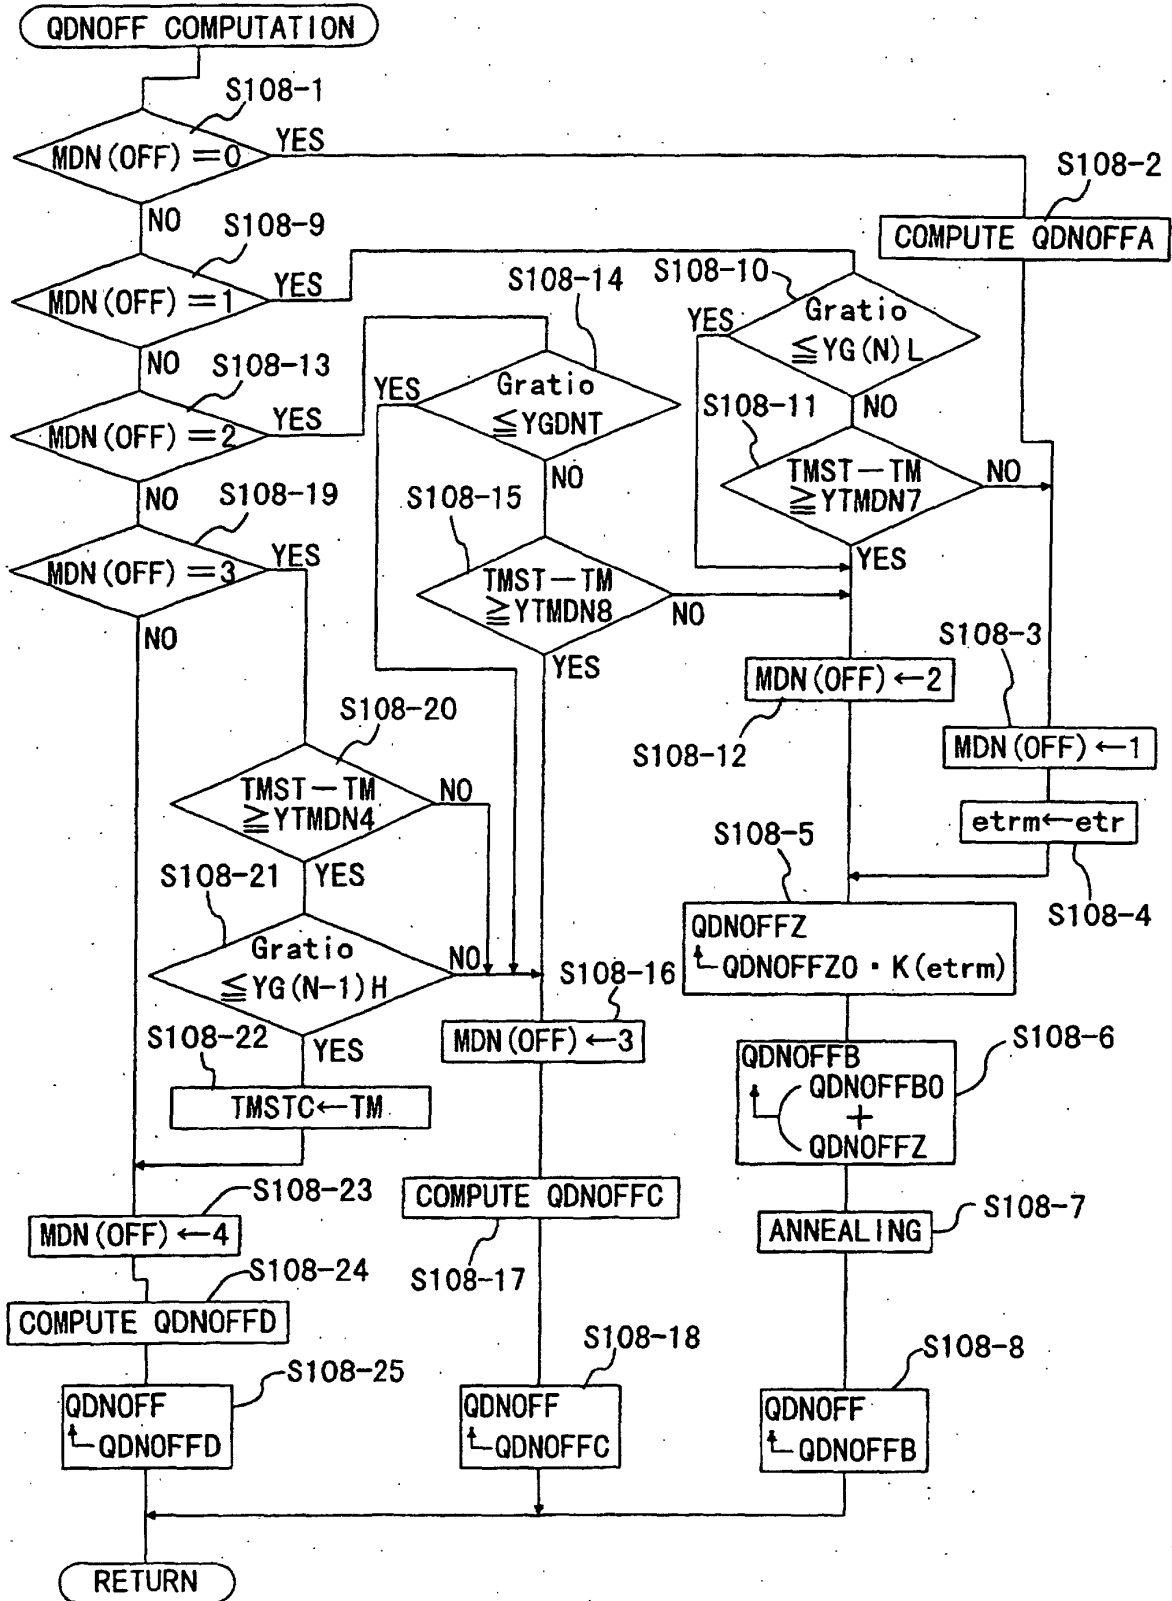 QDNOFF COMPUTATION
S108-1
MDN(OFF)=0
YES
NO
S108-2
COMPUTE QDNOFFA
S108-9
MDN(OFF)=1
YES
NO
S108-10
Gratio
≦YG(N)L
YES
NO
S108-13
MDN(OFF)=2
YES
NO
S108-14
Gratio
≦YGDNT
YES
NO
S108-11
TMST-TM
≧YTMDN7
NO
YES
S108-19
MDN(OFF)=3
YES
NO
S108-15
TMST-TM
≧YTMDN8
NO
YES
S108-3
MDN(OFF)←1
MDN(OFF)←2
S108-12
etrm←etr
S108-4
S108-20
TMST-TM
≧YTMDN4
NO
YES
S108-5
QDNOFFZ
QDNOFFZ0・K(etrm)
S108-21
Gratio
≦YG(N-1)H
NO
YES
S108-16
MDN(OFF)←3
S108-22
TMSTC←TM
S108-6
QDNOFFB
QDNOFFB0
+
QDNOFFZ
S108-23
MDN(OFF)←4
COMPUTE QDNOFFC
S108-17
S108-7
ANNEALING
S108-24
COMPUTE QDNOFFD
S108-25
QDNOFF
QDNOFFD
S108-18
QDNOFF
QDNOFFC
S108-8
QDNOFF
QDNOFFB
RETURN